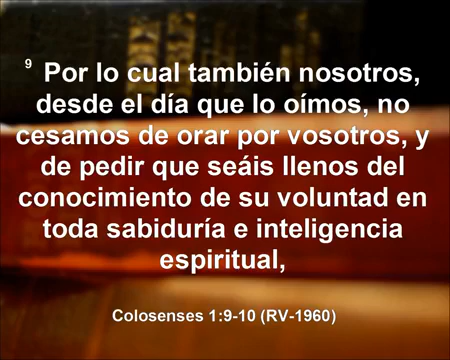 9 Por lo cual también nosotros,
desde el día que lo oímos, no
cesamos de orar por vosotros, y
de pedir que seáis llenos del
conocimiento de su voluntad en
toda sabiduría e inteligencia
espiritual,
Colosenses 1:9-10 (RV-1960)